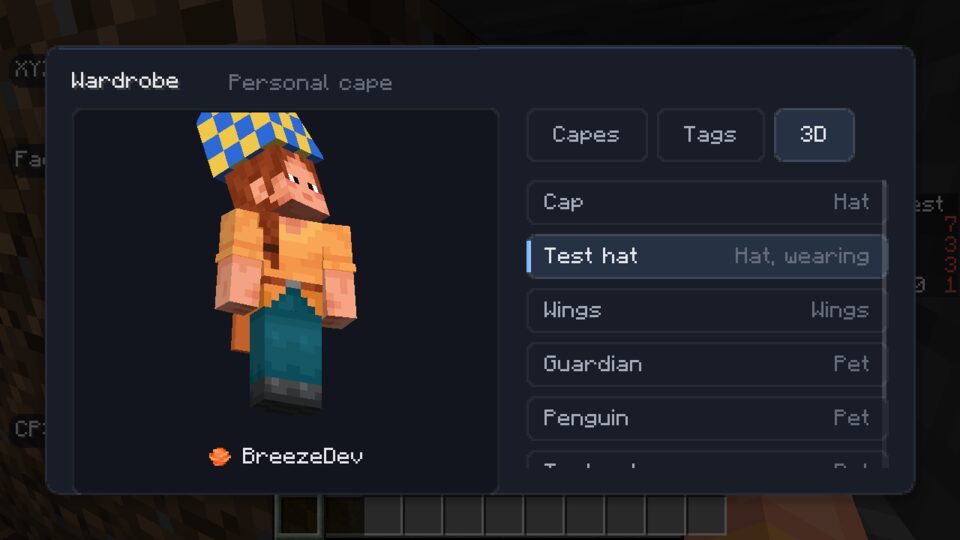 Wardrobe Personal cape
Capes Tags 3D
Cap Hat
Test hat Hat, wearing
Wings Wings
Guardian Pet
Penguin Pet
BreezeDev